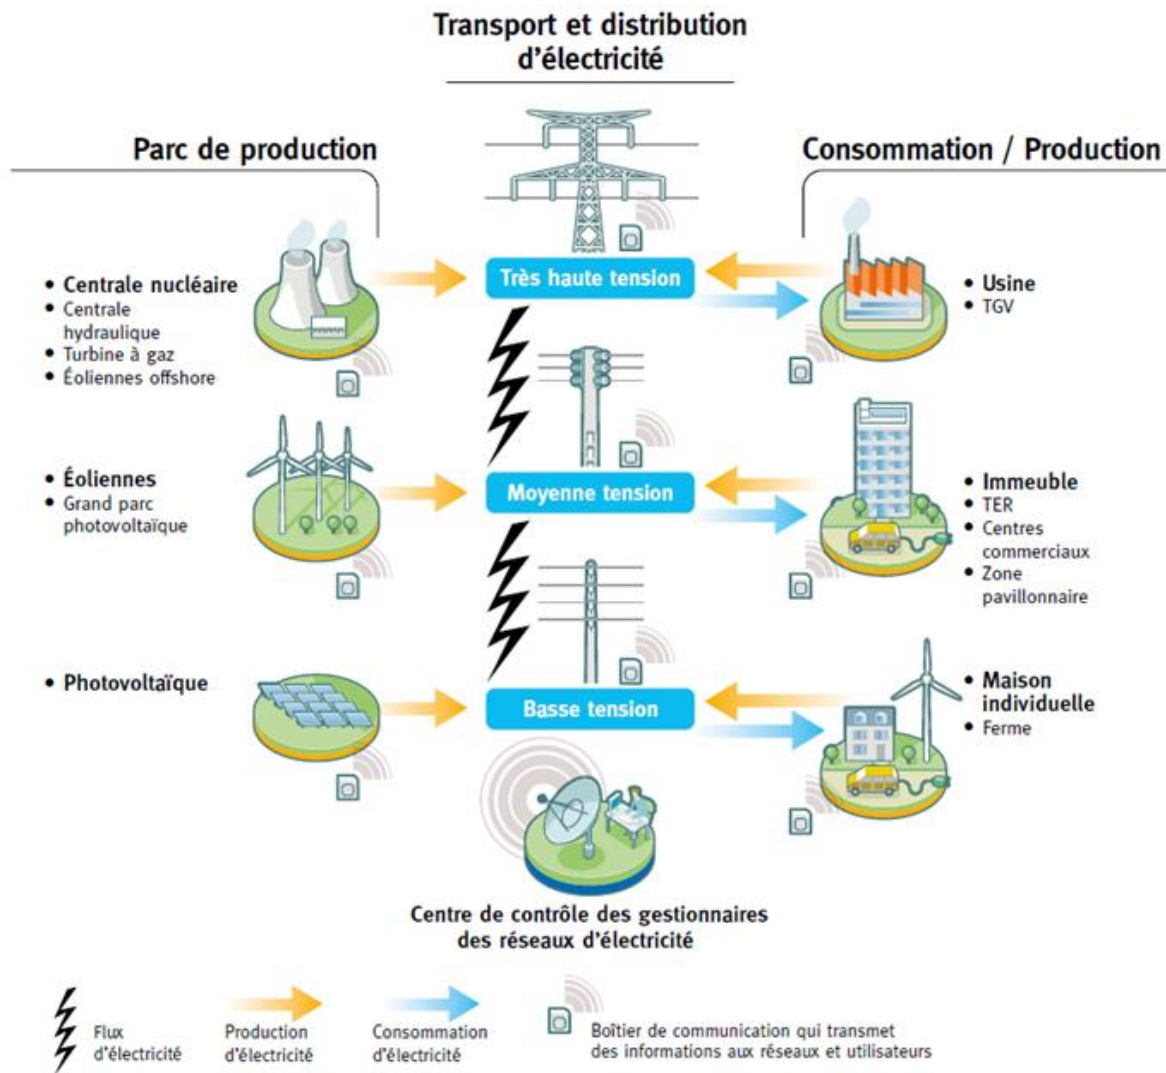 Transport et distribution
d'électricité
Parc de production
Consommation / Production
• Centrale nucléaire
• Centrale
hydraulique
• Turbine à gaz
• Éoliennes offshore
Très haute tension
• Usine
• TGV
• Éoliennes
• Grand parc
photovoltaïque
Moyenne tension
• Immeuble
• TER
• Centres
commerciaux
• Zone
pavillonnaire
• Photovoltaïque
Basse tension
• Maison
individuelle
• Ferme
Centre de contrôle des gestionnaires
des réseaux d'électricité
Flux
d'électricité
Production
d'électricité
Consommation
d'électricité
Boîtier de communication qui transmet
des informations aux réseaux et utilisateurs